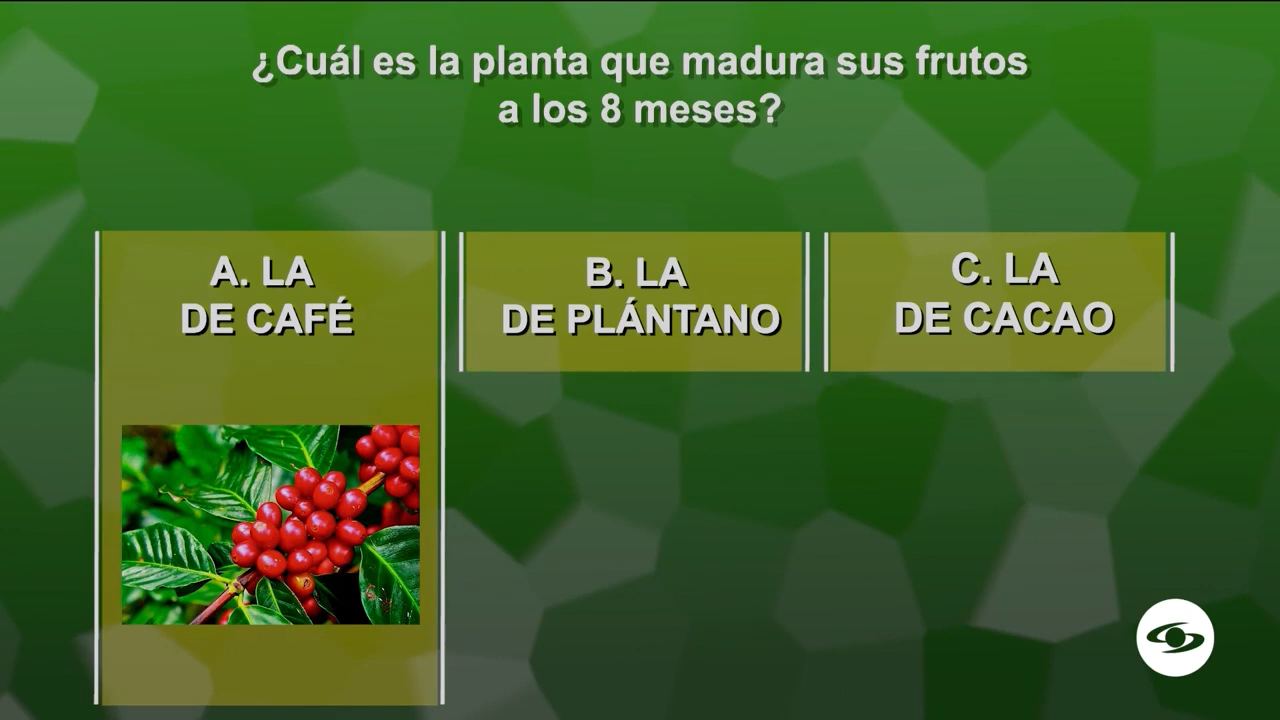 ¿Cuál es la planta que madura sus frutos
a los 8 meses?
A. LA
DE CAFÉ
B. LA
DE PLÁNTANO
C. LA
DE CACAO